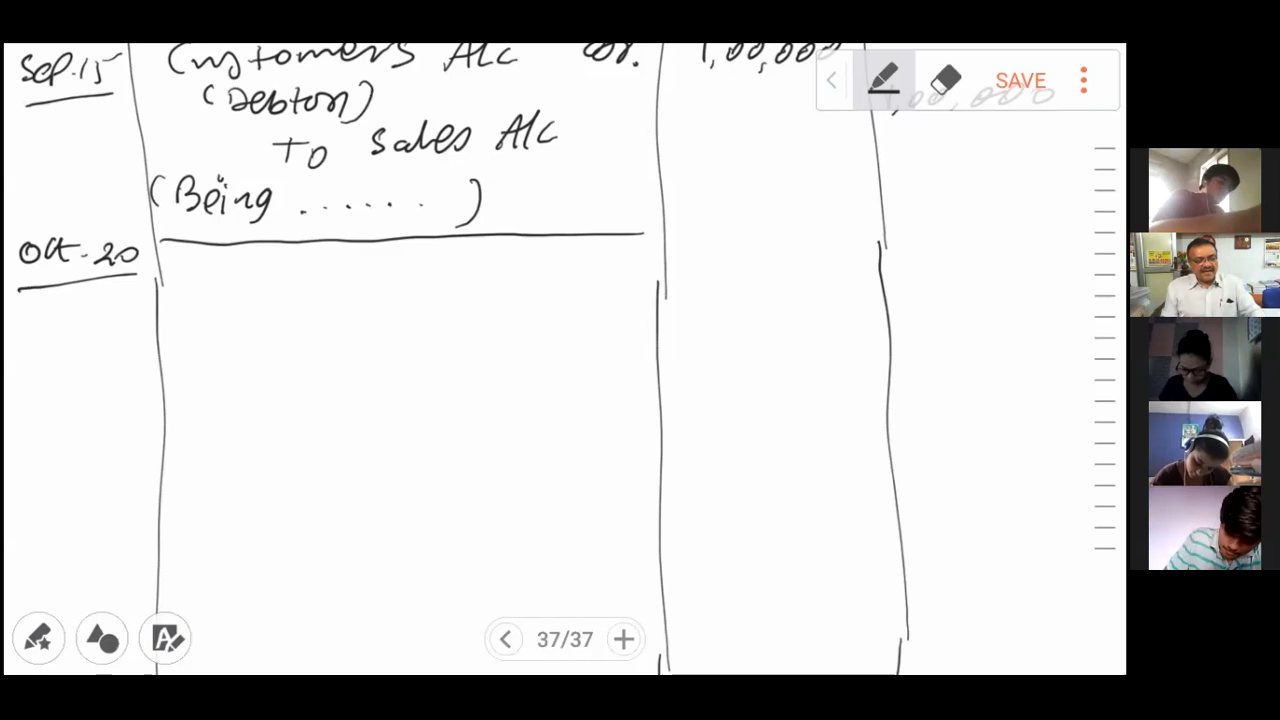 Sep.15 Customers A/c Dr. 1,00,000
SAVE
(Debtors) 1,00,000
To Sales A/c
(Being ...... )
Oct-20
37/37